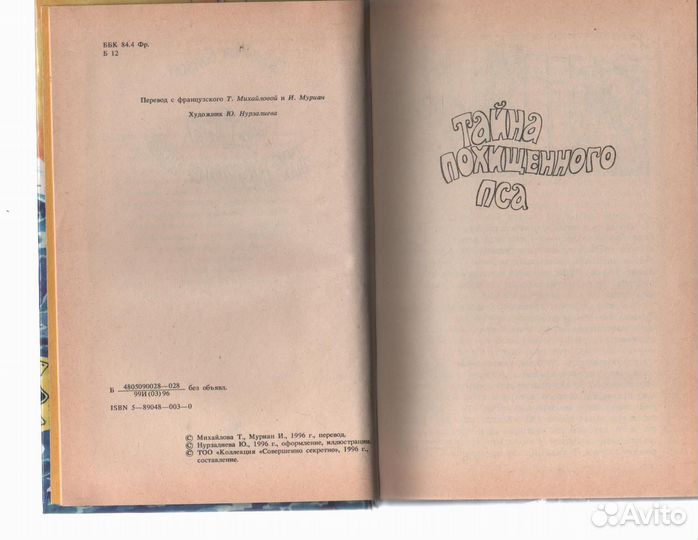 ББК 84.4 Фр.
Б 12
Перевод с французского Т. Михайловой и И. Муриан
Художник Ю. Нурзалиева
Б 4805090028—028 без объявл.
99И(03)96
ISBN 5—89048—003—0
© Михайлова Т., Муриан И., 1996 г., перевод.
© Нурзалиева Ю., 1996 г., оформление, иллюстрации.
© ТОО «Коллекция «Совершенно секретно», 1996 г.,
составление.
ТАЙНА
ПОХИЩЕННОГО
ПСА
Avito